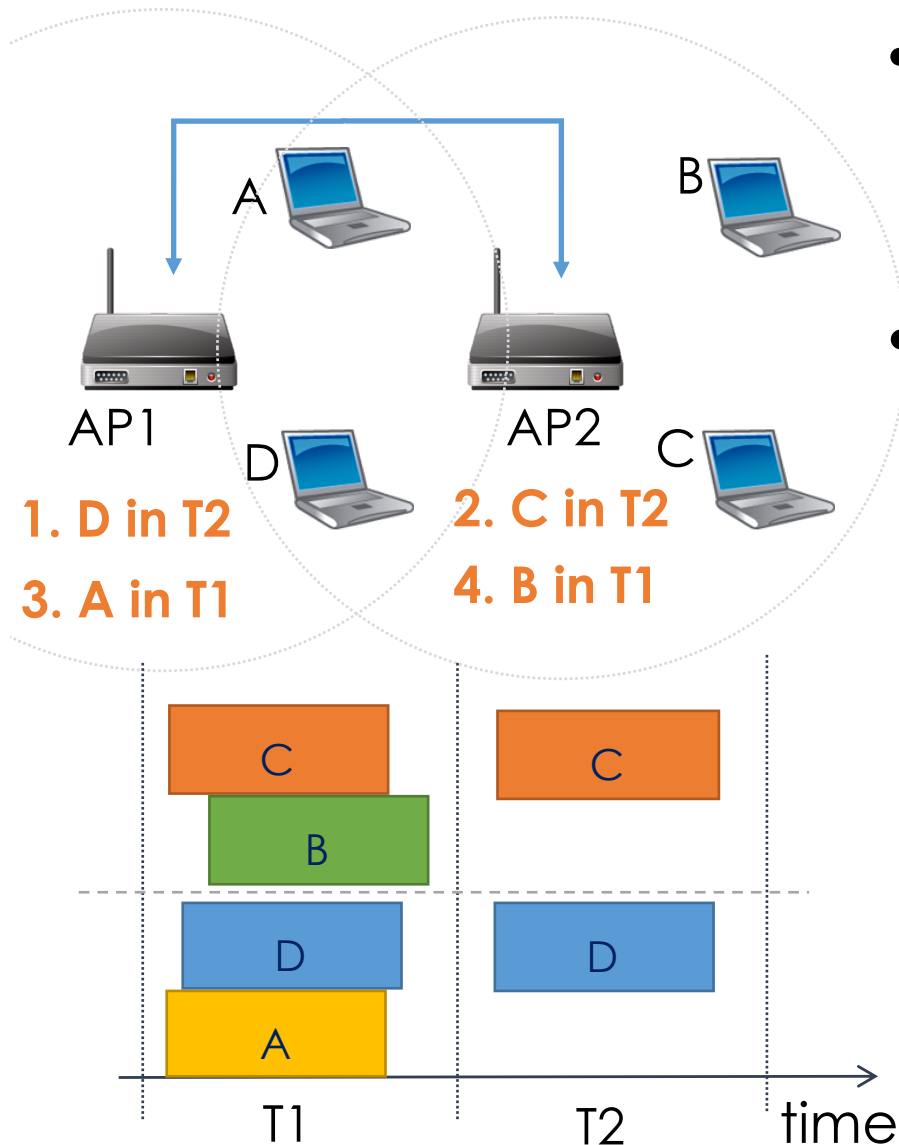 A
B
AP1
AP2
D
C
1. D in T2
2. C in T2
3. A in T1
4. B in T1
C
C
B
D
D
A
T1
T2
time